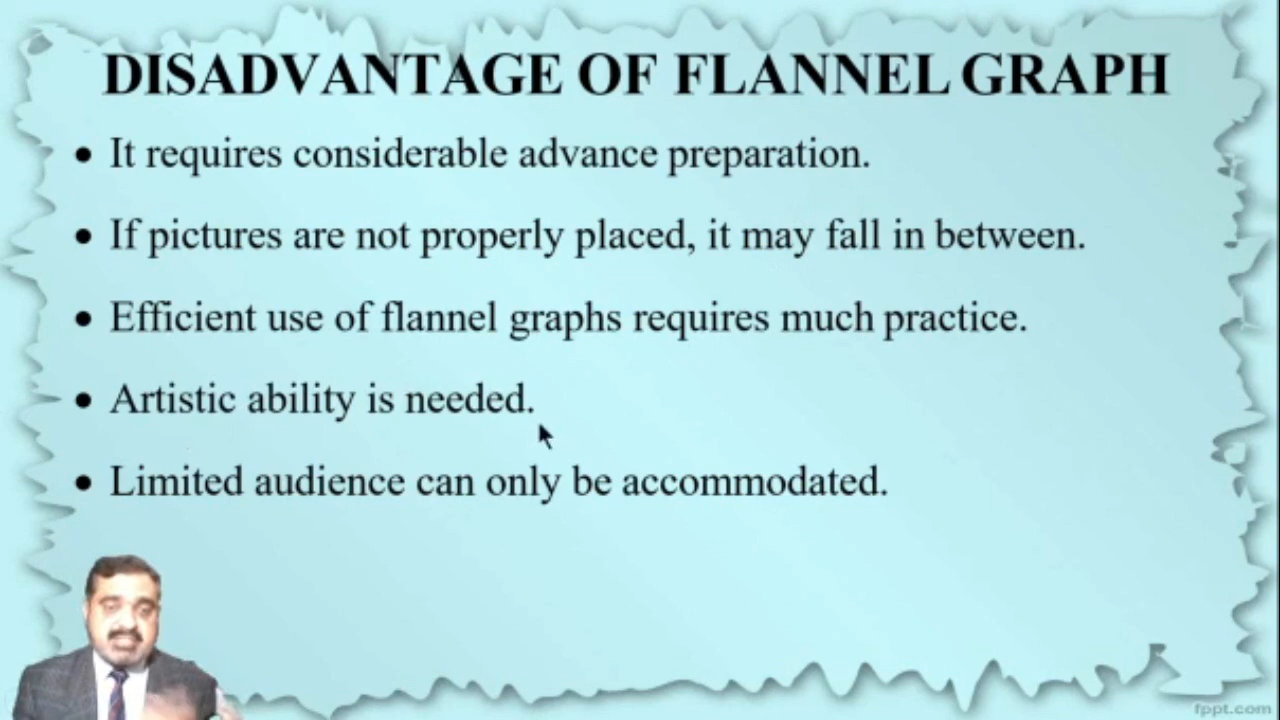 DISADVANTAGE OF FLANNEL GRAPH
• It requires considerable advance preparation.
• If pictures are not properly placed, it may fall in between.
• Efficient use of flannel graphs requires much practice.
• Artistic ability is needed.
• Limited audience can only be accommodated.
fppt.com